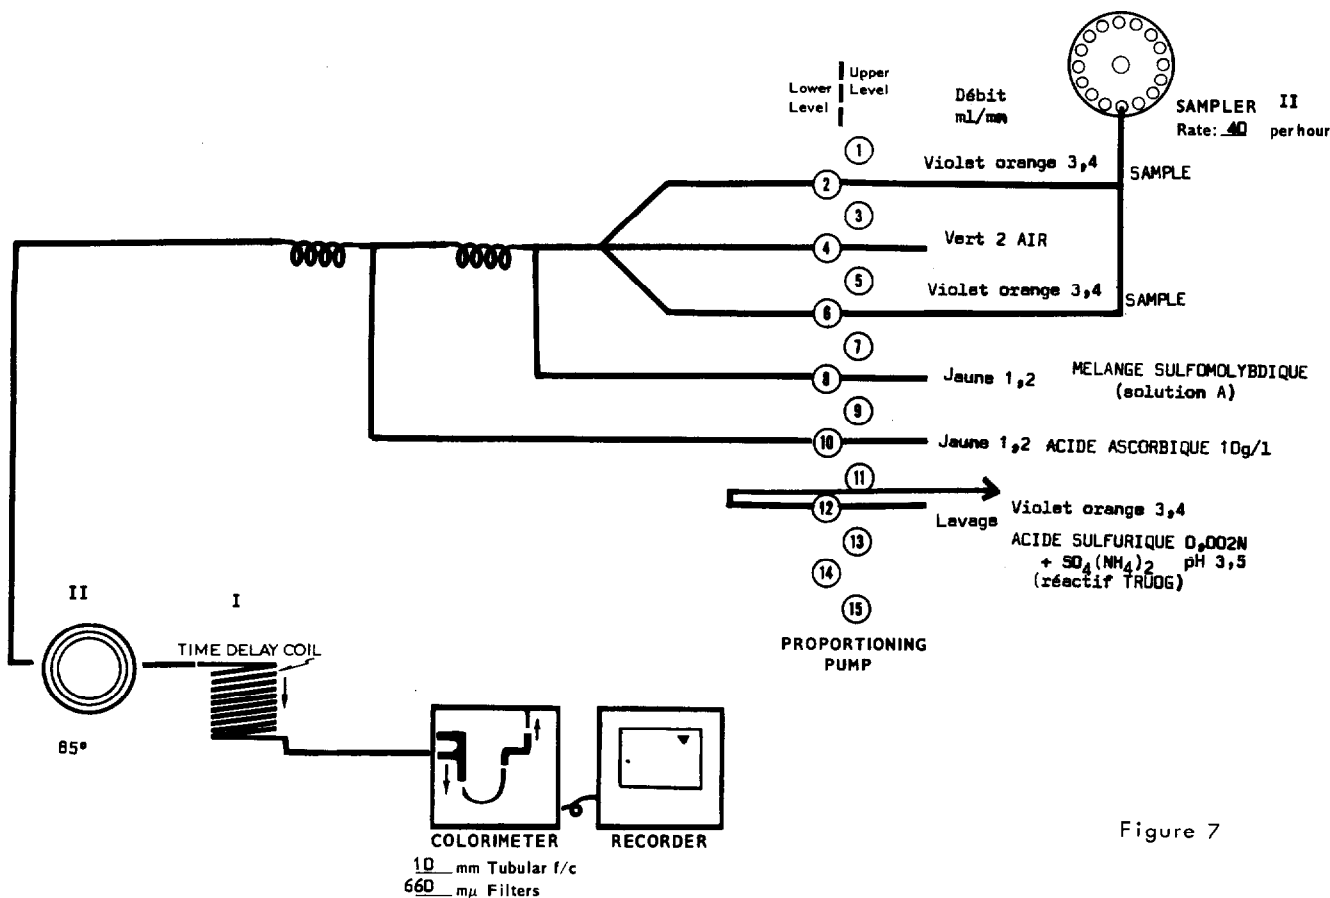 Lower Level
Upper Level
Débit
ml/mm
SAMPLER II
Rate: 40 per hour
1
Violet orange 3,4
SAMPLE
2
3
4
Vert 2 AIR
5
Violet orange 3,4
SAMPLE
6
7
8
Jaune 1,2
MELANGE SULFOMOLYBDIQUE
(solution A)
9
10
Jaune 1,2 ACIDE ASCORBIQUE 10g/l
11
12
Lavage
Violet orange 3,4
ACIDE SULFURIQUE 0,002N
+ SO4(NH4)2 pH 3,5
(réactif TRUOG)
13
14
15
PROPORTIONING
PUMP
II
I
TIME DELAY COIL
85°
COLORIMETER
10 mm Tubular f/c
660 mμ Filters
RECORDER
Figure 7